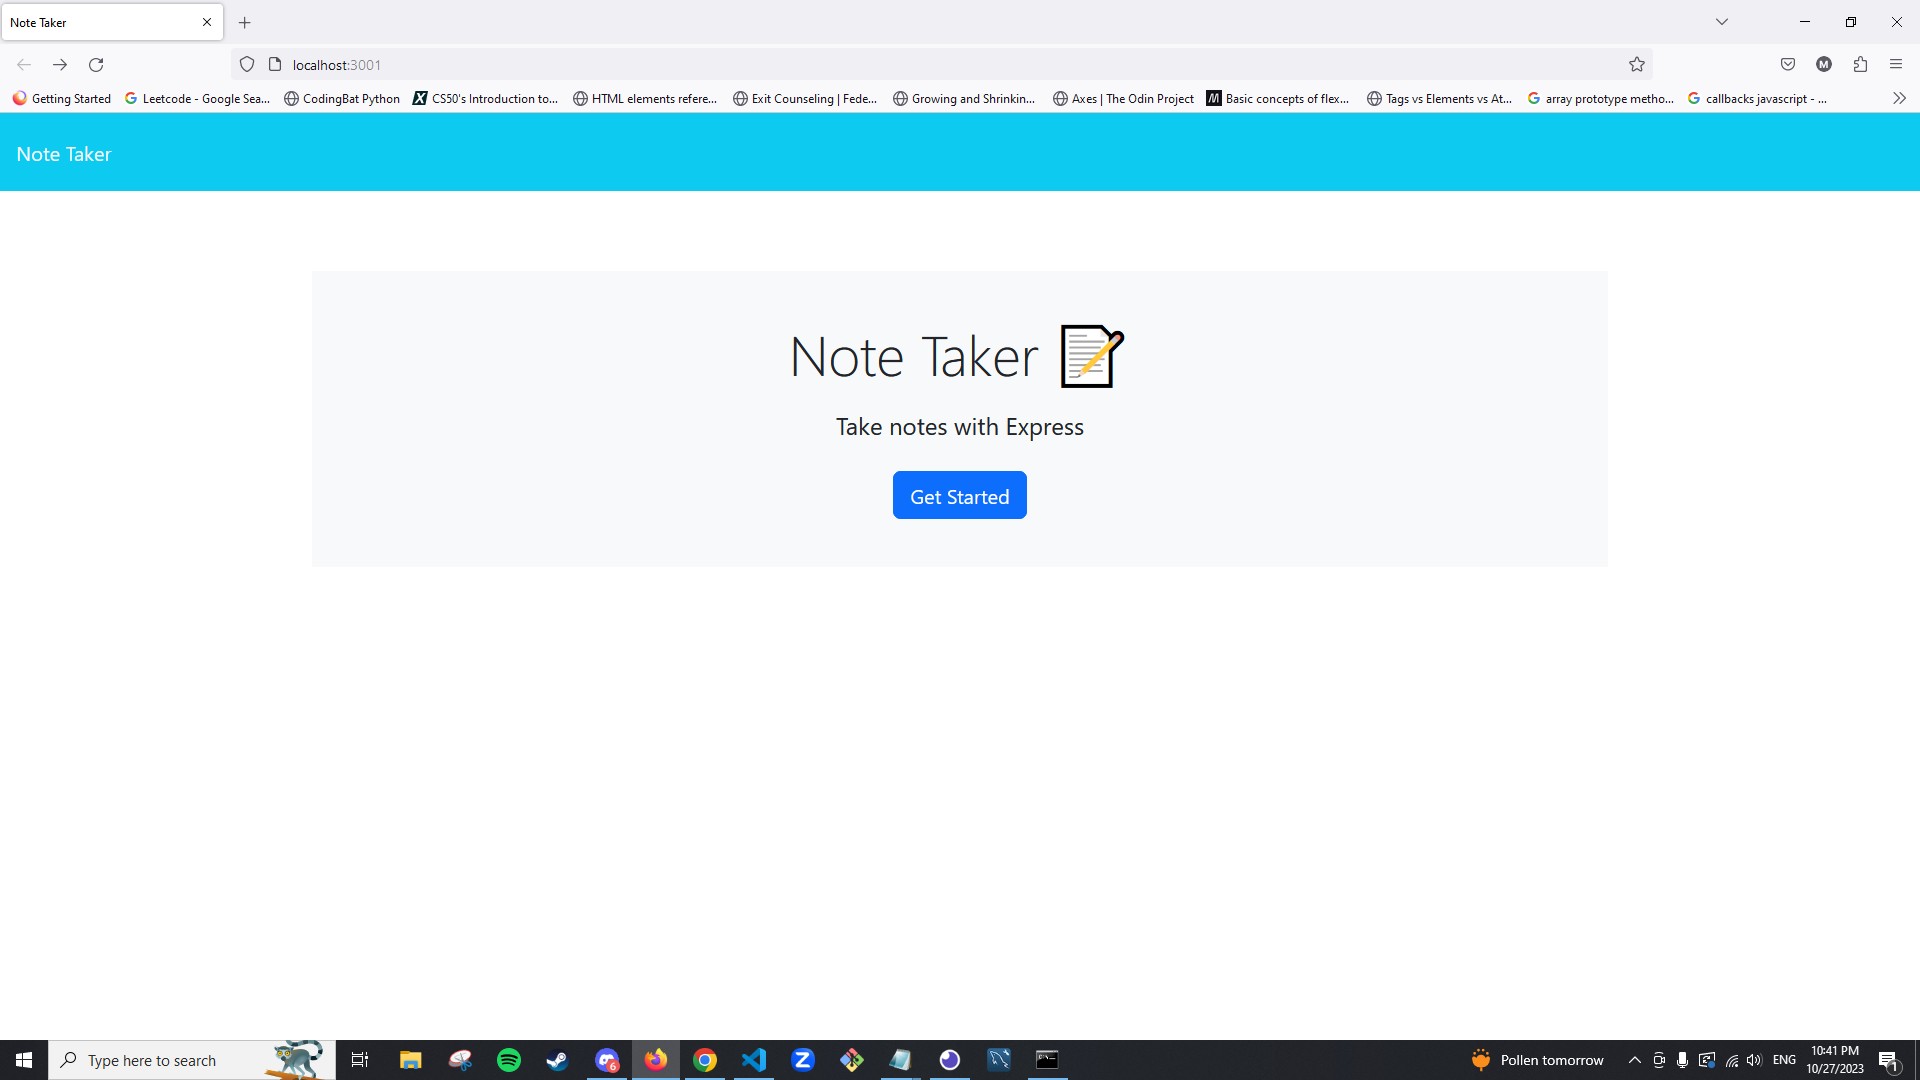 Note Taker
localhost:3001
M
Getting Started
Leetcode - Google Sea...
CodingBat Python
CS50's Introduction to...
HTML elements refere...
Exit Counseling | Fede...
Growing and Shrinkin...
Axes | The Odin Project
Basic concepts of flex...
Tags vs Elements vs At...
array prototype metho...
callbacks javascript - ...
Note Taker
Note Taker
Take notes with Express
Get Started
Type here to search
6
Pollen tomorrow
ENG
10:41 PM
10/27/2023
1